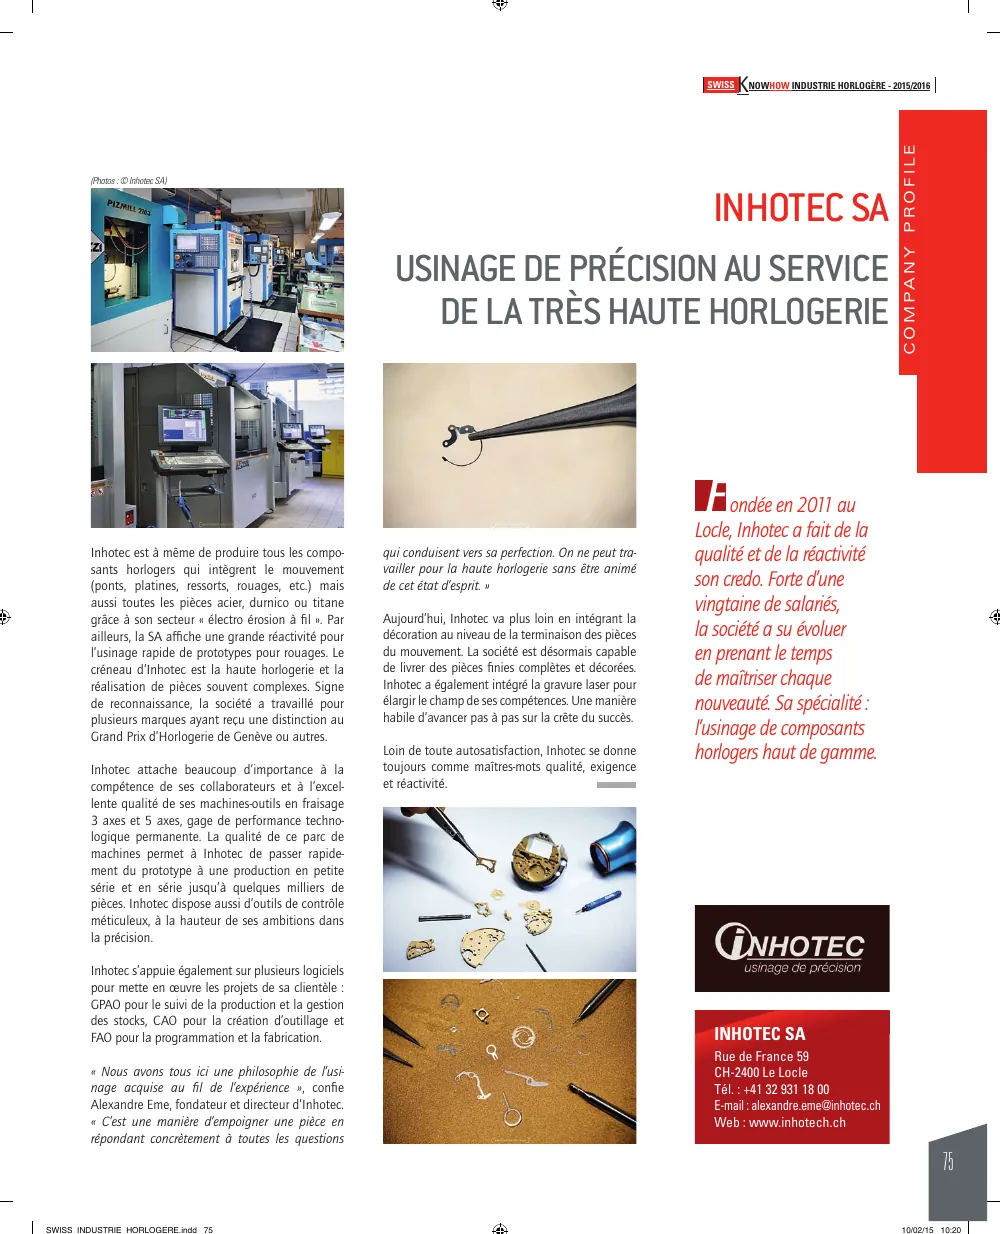 SWISS KNOWHOW INDUSTRIE HORLOGÈRE - 2015/2016
COMPANY PROFILE
(Photos : © Inhotec SA)
PIZMILL 2103
INHOTEC SA
USINAGE DE PRÉCISION AU SERVICE
DE LA TRÈS HAUTE HORLOGERIE
Inhotec est à même de produire tous les compo-
sants horlogers qui intègrent le mouvement
(ponts, platines, ressorts, rouages, etc.) mais
aussi toutes les pièces acier, durnico ou titane
grâce à son secteur « électro érosion à fil ». Par
ailleurs, la SA affiche une grande réactivité pour
l’usinage rapide de prototypes pour rouages. Le
créneau d’Inhotec est la haute horlogerie et la
réalisation de pièces souvent complexes. Signe
de reconnaissance, la société a travaillé pour
plusieurs marques ayant reçu une distinction au
Grand Prix d’Horlogerie de Genève ou autres.
Inhotec attache beaucoup d’importance à la
compétence de ses collaborateurs et à l’excel-
lente qualité de ses machines-outils en fraisage
3 axes et 5 axes, gage de performance techno-
logique permanente. La qualité de ce parc de
machines permet à Inhotec de passer rapide-
ment du prototype à une production en petite
série et en série jusqu’à quelques milliers de
pièces. Inhotec dispose aussi d’outils de contrôle
méticuleux, à la hauteur de ses ambitions dans
la précision.
Inhotec s’appuie également sur plusieurs logiciels
pour mette en œuvre les projets de sa clientèle :
GPAO pour le suivi de la production et la gestion
des stocks, CAO pour la création d’outillage et
FAO pour la programmation et la fabrication.
« Nous avons tous ici une philosophie de l’usi-
nage acquise au fil de l’expérience », confie
Alexandre Eme, fondateur et directeur d’Inhotec.
« C’est une manière d’empoigner une pièce en
répondant concrètement à toutes les questions
qui conduisent vers sa perfection. On ne peut tra-
vailler pour la haute horlogerie sans être animé
de cet état d’esprit. »
Aujourd’hui, Inhotec va plus loin en intégrant la
décoration au niveau de la terminaison des pièces
du mouvement. La société est désormais capable
de livrer des pièces finies complètes et décorées.
Inhotec a également intégré la gravure laser pour
élargir le champ de ses compétences. Une manière
habile d’avancer pas à pas sur la crête du succès.
Loin de toute autosatisfaction, Inhotec se donne
toujours comme maîtres-mots qualité, exigence
et réactivité.
Fondée en 2011 au
Locle, Inhotec a fait de la
qualité et de la réactivité
son credo. Forte d’une
vingtaine de salariés,
la société a su évoluer
en prenant le temps
de maîtriser chaque
nouveauté. Sa spécialité :
l’usinage de composants
horlogers haut de gamme.
INHOTEC
usinage de précision
INHOTEC SA
Rue de France 59
CH-2400 Le Locle
Tél. : +41 32 931 18 00
E-mail : alexandre.eme@inhotec.ch
Web : www.inhotech.ch
75
SWISS_INDUSTRIE_HORLOGERE.indd 75
10/02/15 10:20